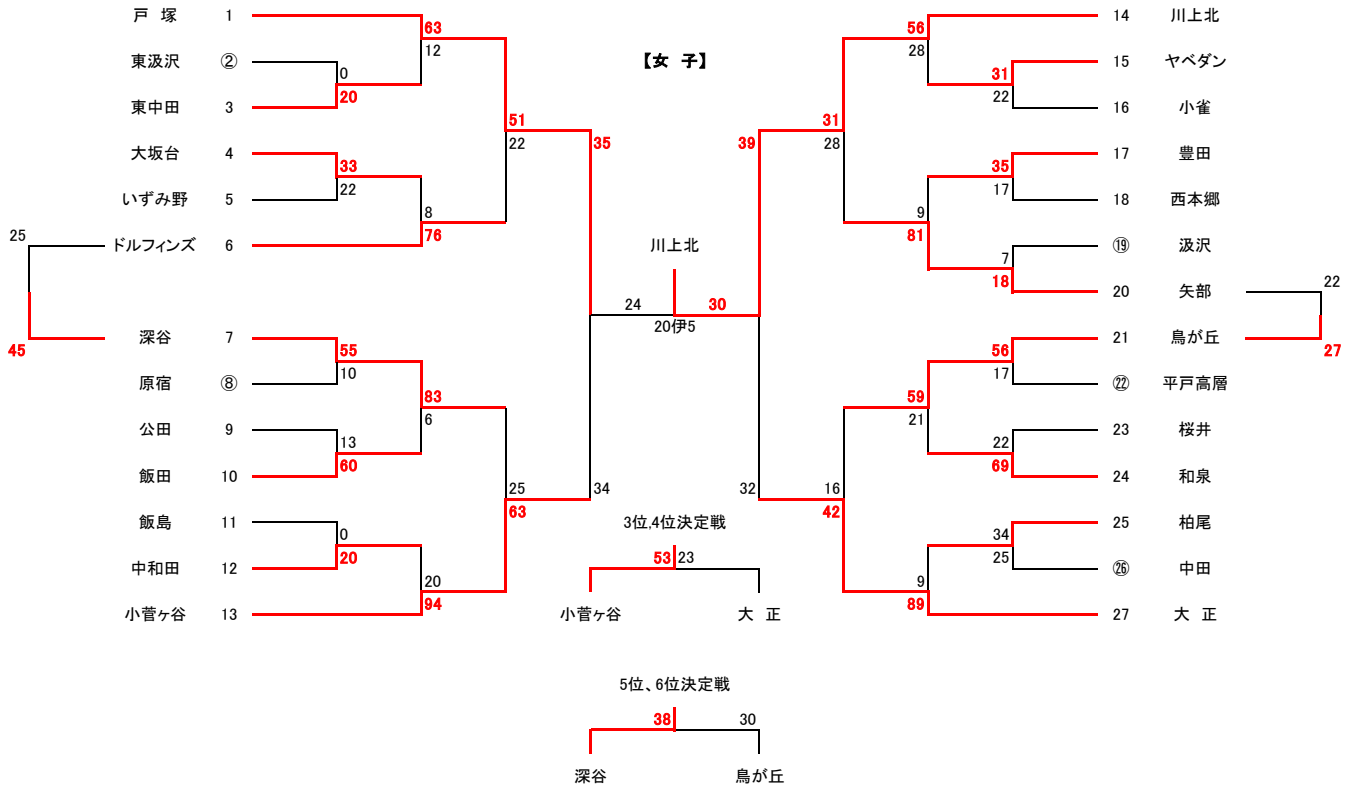 戸 塚 1 63 56 14 川上北
12 【女 子】 28
東汲沢 ② 0 31 15 ヤベダン
20 22
東中田 3 16 小雀
51 35 39 31
大坂台 4 33 22 28 35 17 豊田
22 17
いずみ野 5 8 9 18 西本郷
25 ドルフィンズ 6 76 川上北 81 7 ⑲ 汲沢
18 20 矢部 22
24 30
20伊5
45 深谷 7 55 56 21 鳥が丘 27
10 17
原宿 ⑧ 83 59 ㉒ 平戸高層
6 21
公田 9 13 22 23 桜井
60 69
飯田 10 24 和泉
25 34 32 16
63 42
飯島 11 0 3位,4位決定戦 34 25 柏尾
20 25
中和田 12 20 53 23 9 ㉖ 中田
94 89
小菅ヶ谷 13 小菅ヶ谷 大 正 27 大 正
5位、6位決定戦
38 30
深谷 鳥が丘